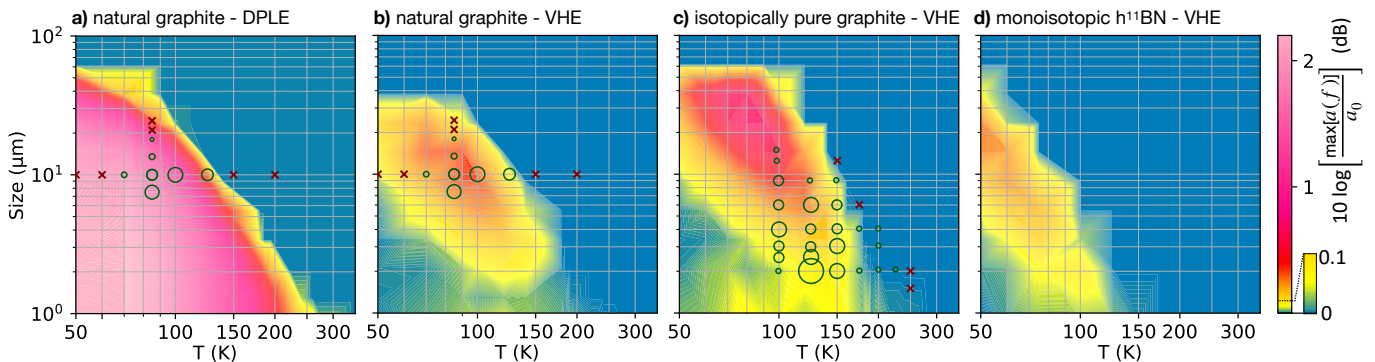 a) natural graphite - DPLE
b) natural graphite - VHE
c) isotopically pure graphite - VHE
d) monoisotopic h¹¹BN - VHE
Size (μm)
10²
10¹
10⁰
50 100 150 200 300
T (K)
50 100 150 200 300
T (K)
50 100 150 200 300
T (K)
50 100 150 200 300
T (K)
2
1
0.1
0
10 log [max[a(f)]/a₀] (dB)